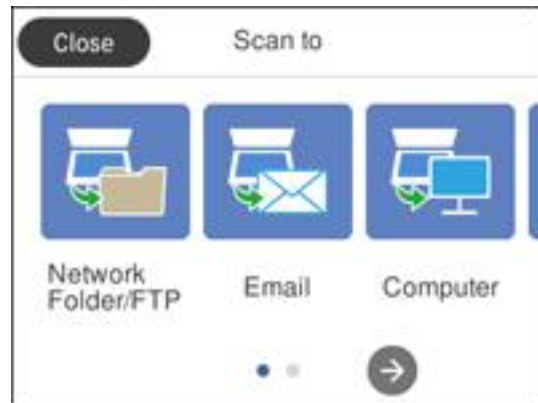 Close
Scan to
Network
Folder/FTP
Email
Computer